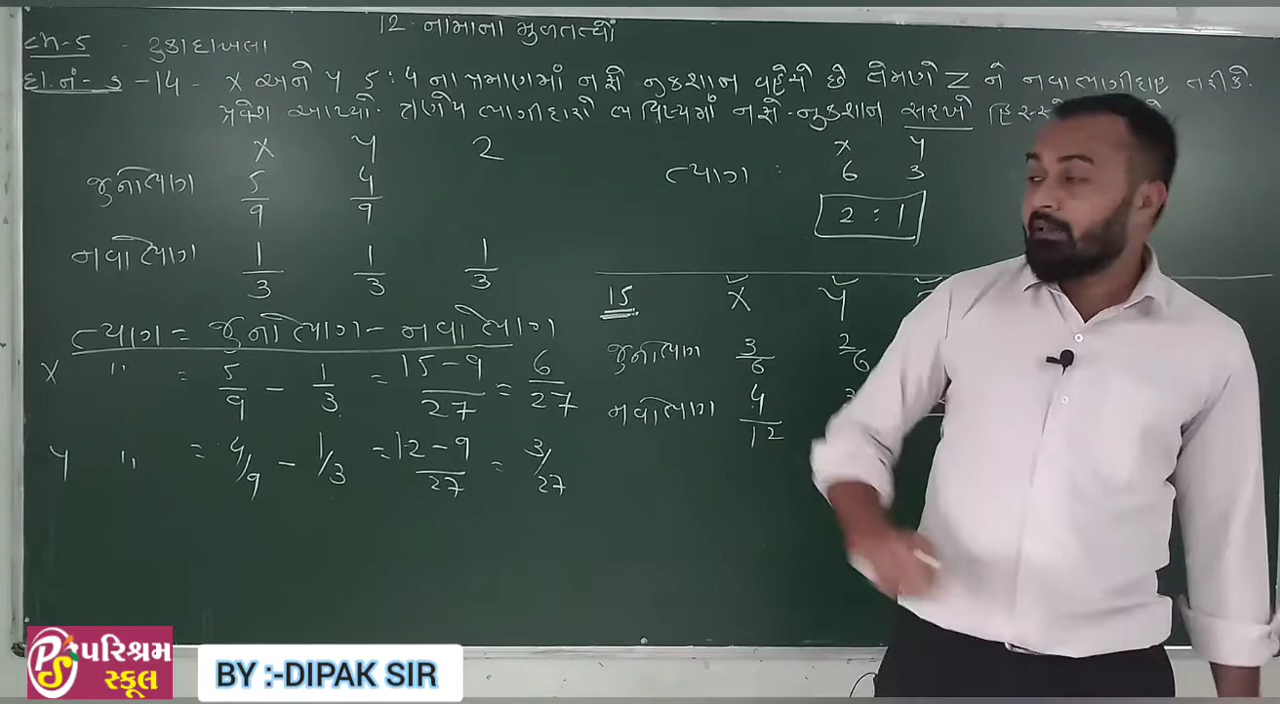 12 - નામાના મુળતત્વો
Ch-5 - ટુંકા દાખલા
દા.નં- 3 -14 - x અને y 5 : 4 ના પ્રમાણમાં નફો નુકશાન વહેંચે છે તેમણે Z ને નવા ભાગીદાર તરીકે.
પ્રવેશ આપ્યો. ત્રણેય ભાગીદારો ભવિષ્યમાં નફો-નુકશાન સરખે
x y z
જુનોભાગ 5/9 4/9
નવોભાગ 1/3 1/3 1/3
ત્યાગ = જુનોભાગ - નવોભાગ
x " = 5/9 - 1/3 = 15-9/27 = 6/27
y " = 4/9 - 1/3 = 12-9/27 = 3/27
x y
ત્યાગ : 6 3
2 : 1
15 x y
જુનોભાગ 3/6 2/6
નવોભાગ 4/12
PS પરિશ્રમ
સ્કૂલ
BY :-DIPAK SIR